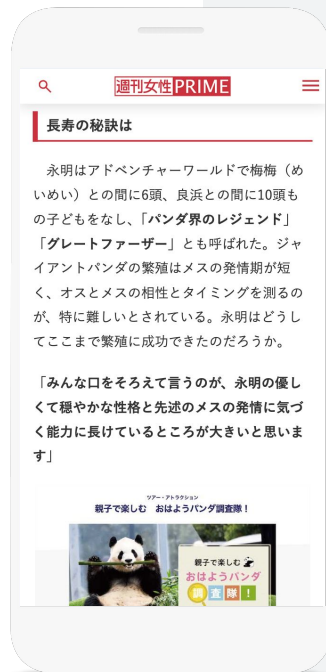 週刊女性PRIME
長寿の秘訣は
永明はアドベンチャーワールドで梅梅（め
いめい）との間に6頭、良浜との間に10頭も
の子どもをなし、「パンダ界のレジェンド」
「グレートファーザー」とも呼ばれた。ジャ
イアントパンダの繁殖はメスの発情期が短
く、オスとメスの相性とタイミングを測るの
が、特に難しいとされている。永明はどうし
てここまで繁殖に成功できたのだろうか。
「みんな口をそろえて言うのが、永明の優し
くて穏やかな性格と先述のメスの発情に気づ
く能力に長けているところが大きいと思いま
す」
ツアー・アトラクション
親子で楽しむ おはようパンダ調査隊！
親子で楽しむ
おはようパンダ
調査隊！